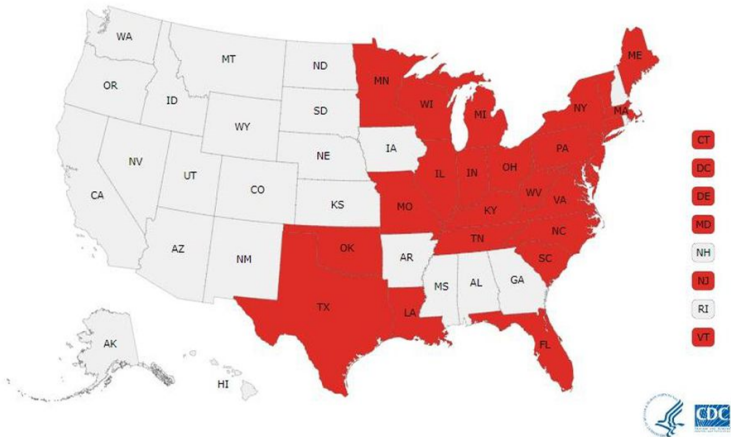 WA
MT
ND
MN
ME
OR
ID
SD
WI
MI
NY
MA
WY
IA
PA
CT
NV
NE
IL
IN
OH
DC
UT
CO
WV
VA
DE
CA
KS
MO
KY
MD
NC
TN
AZ
NM
OK
AR
SC
NH
MS
AL
GA
NJ
TX
LA
RI
AK
FL
VT
HI
CDC